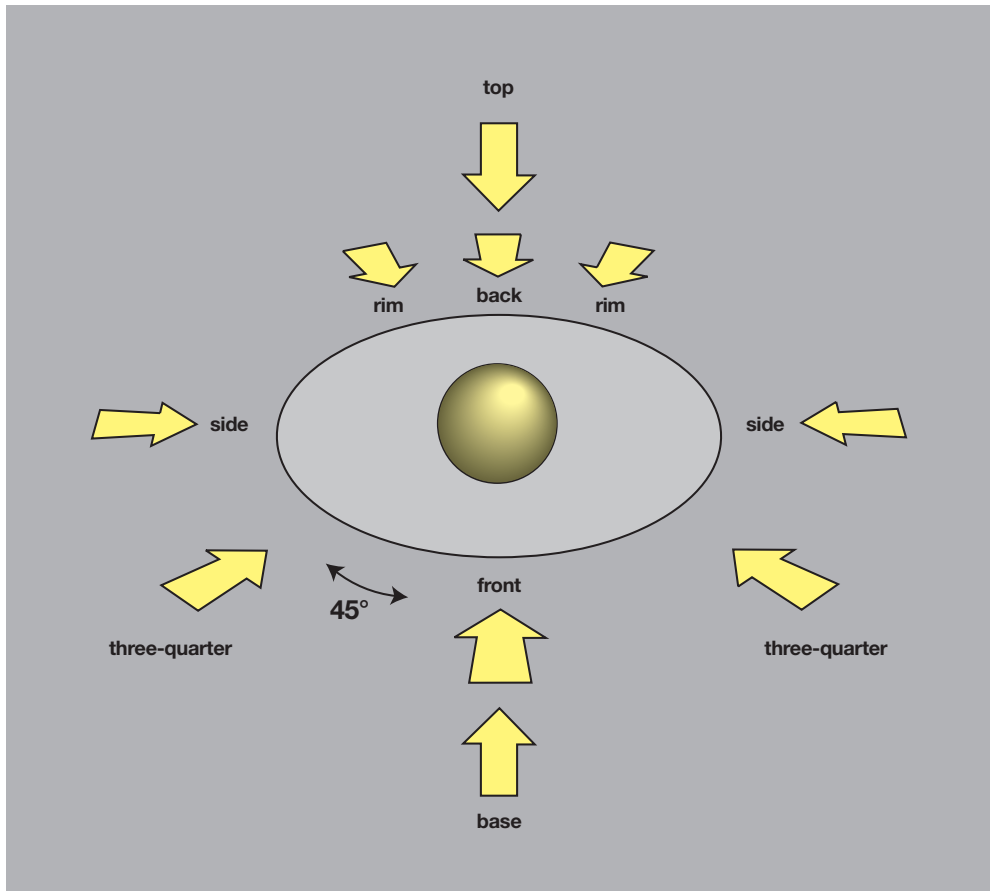 top
back
rim
rim
side
side
45°
front
three-quarter
three-quarter
base